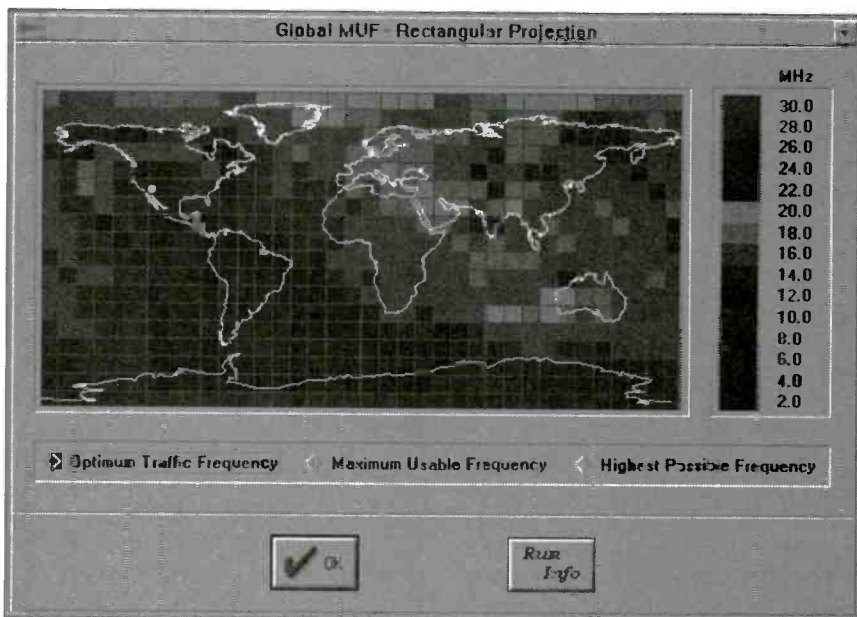 Global MUF - Rectangular Projection
MHz
30.0
28.0
26.0
24.0
22.0
20.0
18.0
16.0
14.0
12.0
10.0
8.0
6.0
4.0
2.0
Optimum Traffic Frequency
Maximum Usable Frequency
Highest Possible Frequency
OK
Run
Info